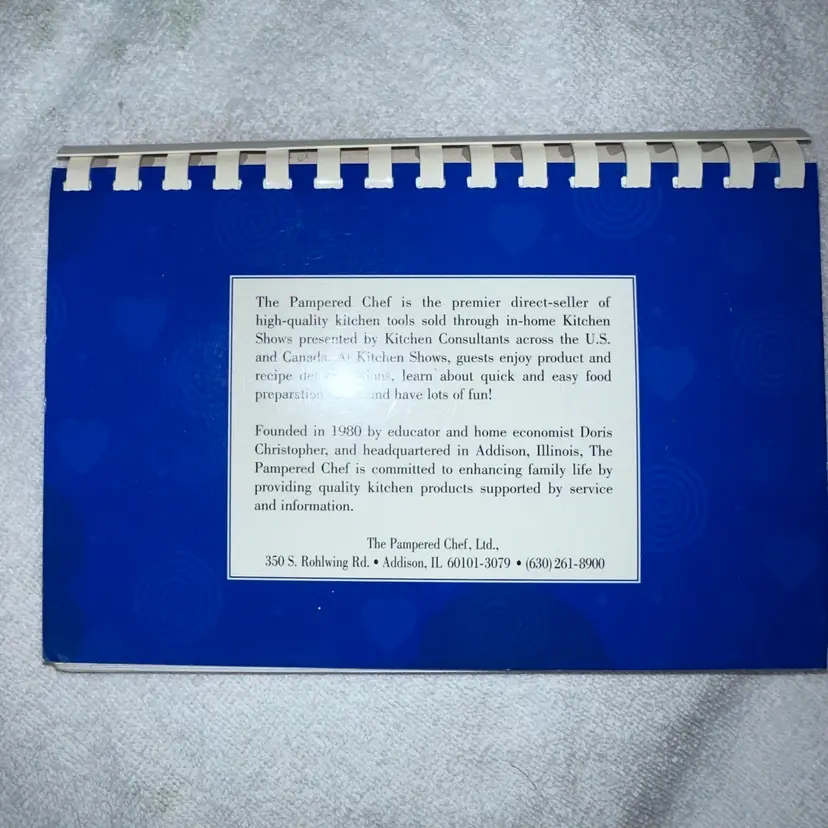 The Pampered Chef is the premier direct-seller of
high-quality kitchen tools sold through in-home Kitchen
Shows presented by Kitchen Consultants across the U.S.
and Canada. At Kitchen Shows, guests enjoy product and
recipe learn about quick and easy food
preparation and have lots of fun!
Founded in 1980 by educator and home economist Doris
Christopher, and headquartered in Addison, Illinois, The
Pampered Chef is committed to enhancing family life by
providing quality kitchen products supported by service
and information.
The Pampered Chef, Ltd.,
350 S. Rohlwing Rd. • Addison, IL 60101-3079 • (630) 261-8900